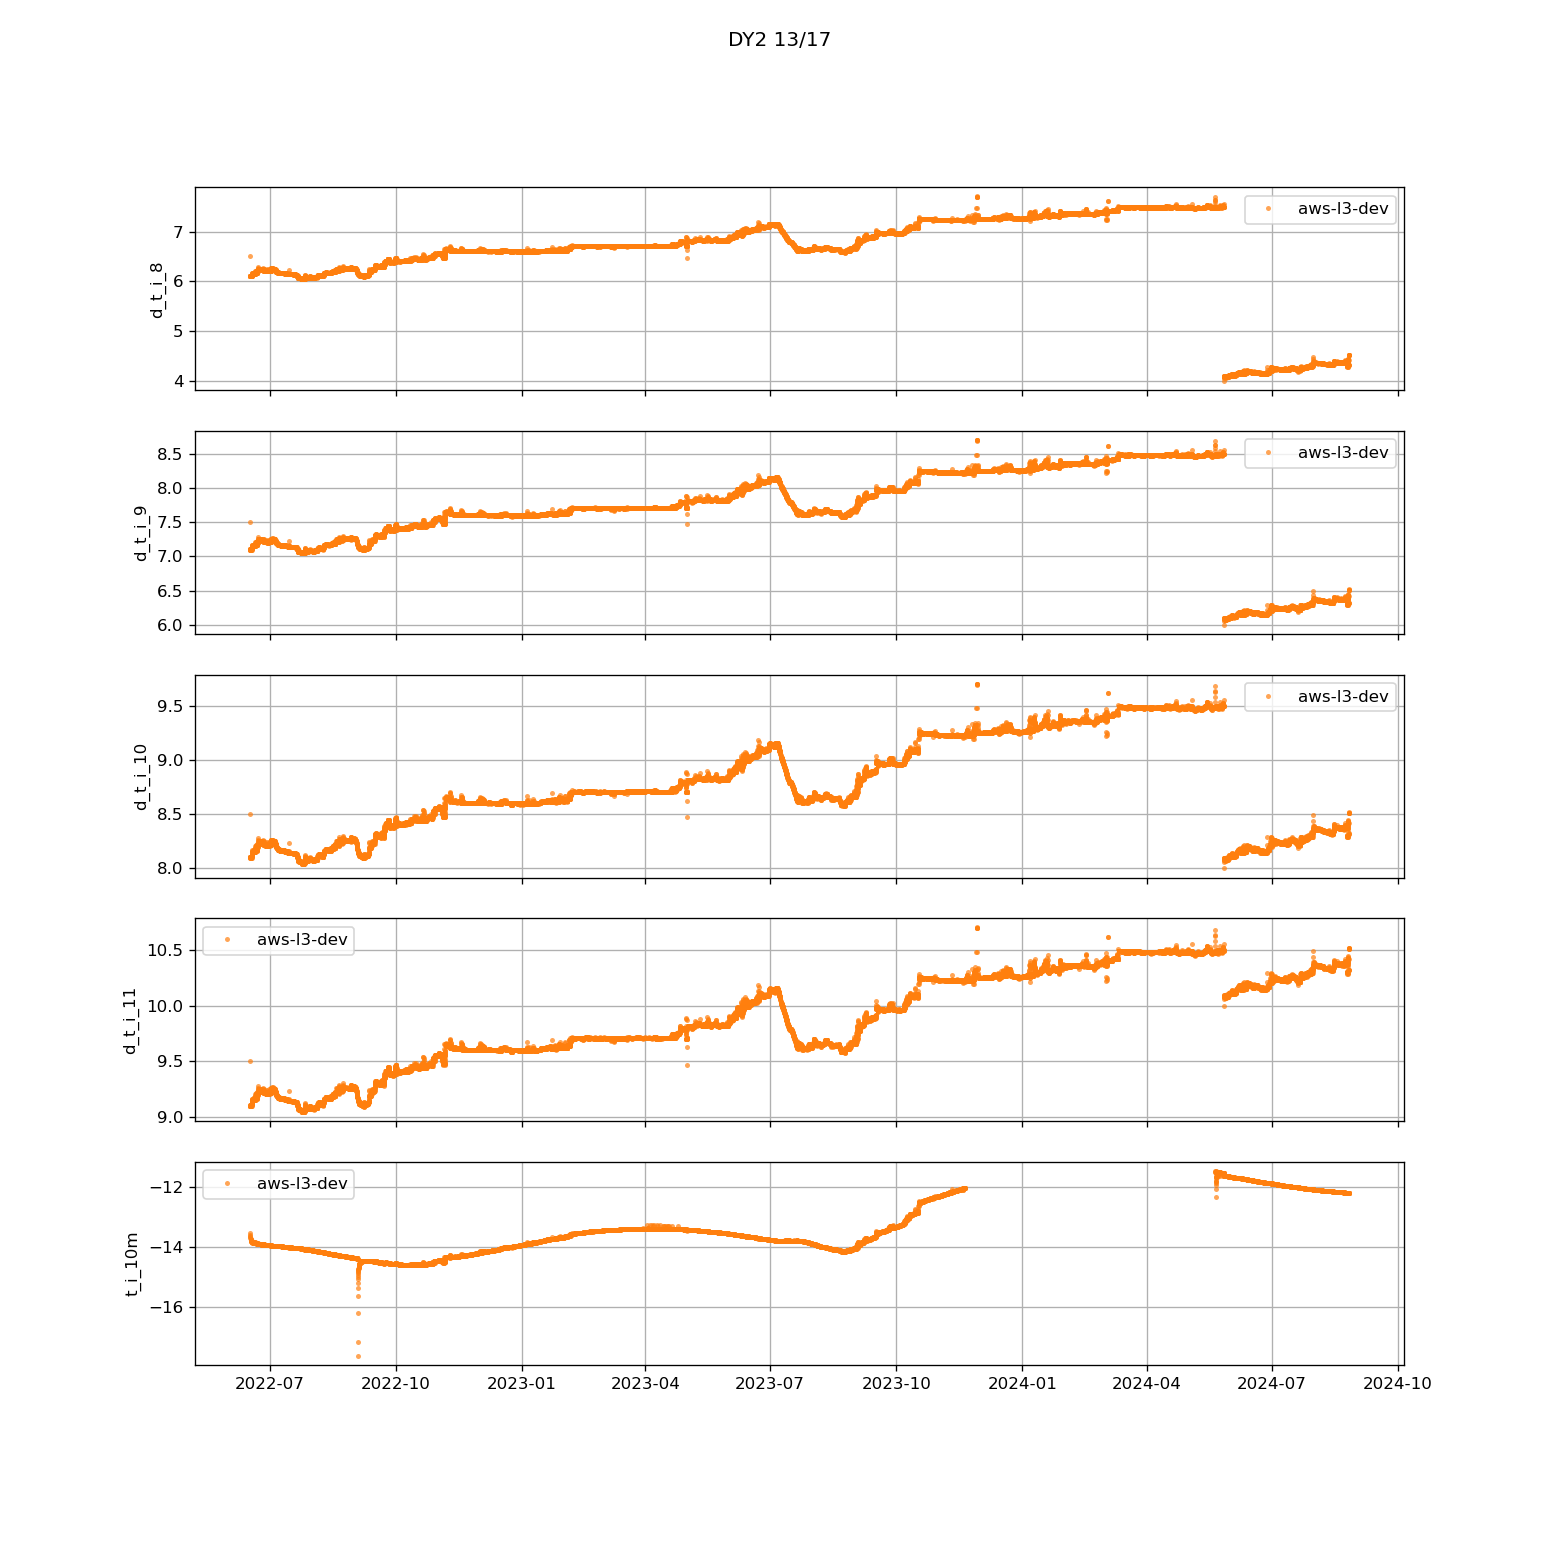 DY2 13/17
7
6
5
4
d_t_i_8
aws-l3-dev
8.5
8.0
7.5
7.0
6.5
6.0
d_t_i_9
aws-l3-dev
9.5
9.0
8.5
8.0
d_t_i_10
aws-l3-dev
10.5
10.0
9.5
9.0
d_t_i_11
aws-l3-dev
−12
−14
−16
t_i_10m
aws-l3-dev
2022-07 2022-10 2023-01 2023-04 2023-07 2023-10 2024-01 2024-04 2024-07 2024-10